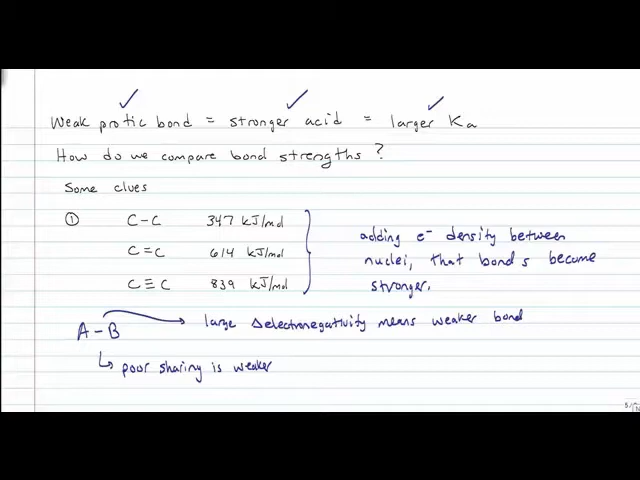 Weak protic bond = stronger acid = larger Ka
How do we compare bond strengths?
Some clues
① C-C 347 kJ/mol
C=C 614 kJ/mol
C≡C 839 kJ/mol
adding e⁻ density between
nuclei, that bonds become
stronger.
A-B
large Δelectronegativity means weaker bond
poor sharing is weaker